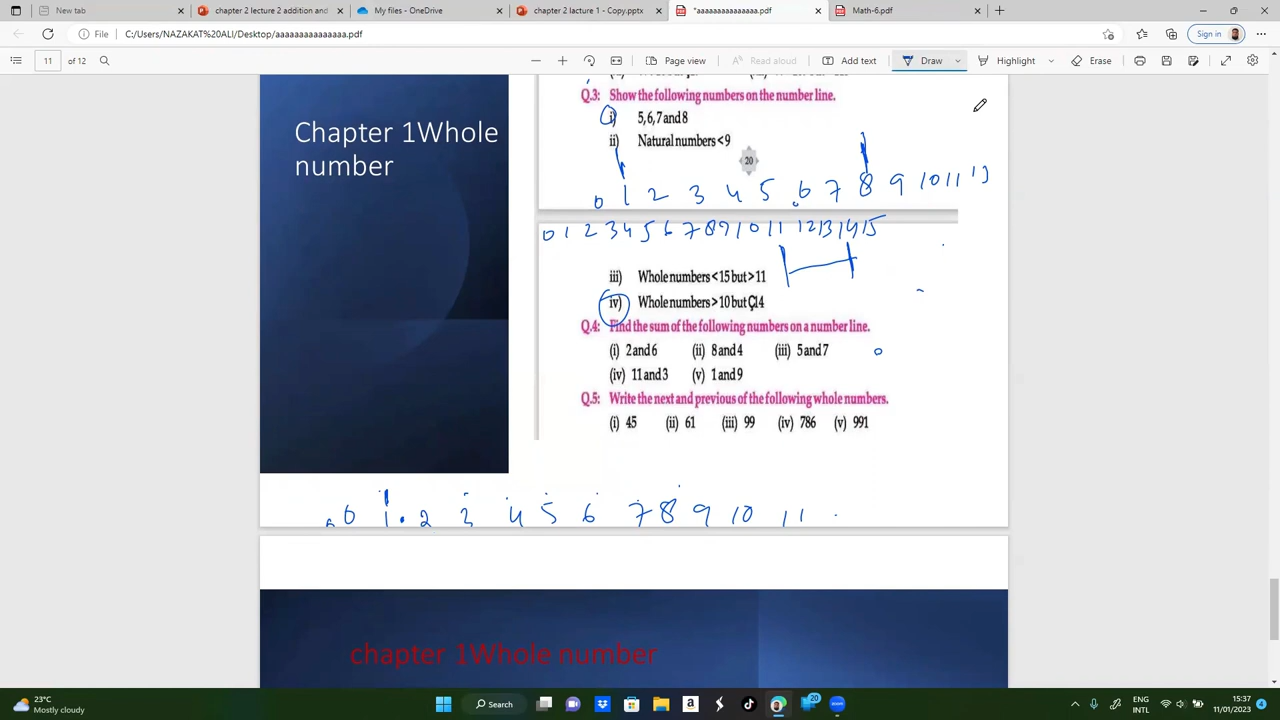 New tab
chapter 2 lecture 2 addition and
My files - OneDrive
chapter 2 lecture 1 - Copy.pptx
*aaaaaaaaaaaaaaa.pdf
Math-6.pdf
File
C:/Users/NAZAKAT%20ALI/Desktop/aaaaaaaaaaaaaaa.pdf
Sign in
11 of 12
Page view
Read aloud
Add text
Draw
Highlight
Erase
Chapter 1Whole
number
Q.3: Show the following numbers on the number line.
i) 5, 6, 7 and 8
ii) Natural numbers < 9
20
0 1 2 3 4 5 6 7 8 9 10 11
0 1 2 3 4 5 6 7 8 9 10 11 12 13 14 15
iii) Whole numbers < 15 but > 11
iv) Whole numbers > 10 but Ç14
Q.4: Find the sum of the following numbers on a number line.
(i) 2 and 6 (ii) 8 and 4 (iii) 5 and 7
(iv) 11 and 3 (v) 1 and 9
Q.5: Write the next and previous of the following whole numbers.
(i) 45 (ii) 61 (iii) 99 (iv) 786 (v) 991
0 1 2 3 4 5 6 7 8 9 10 11
chapter 1Whole number
23°C
Mostly cloudy
Search
20
ENG
INTL
15:37
11/01/2023